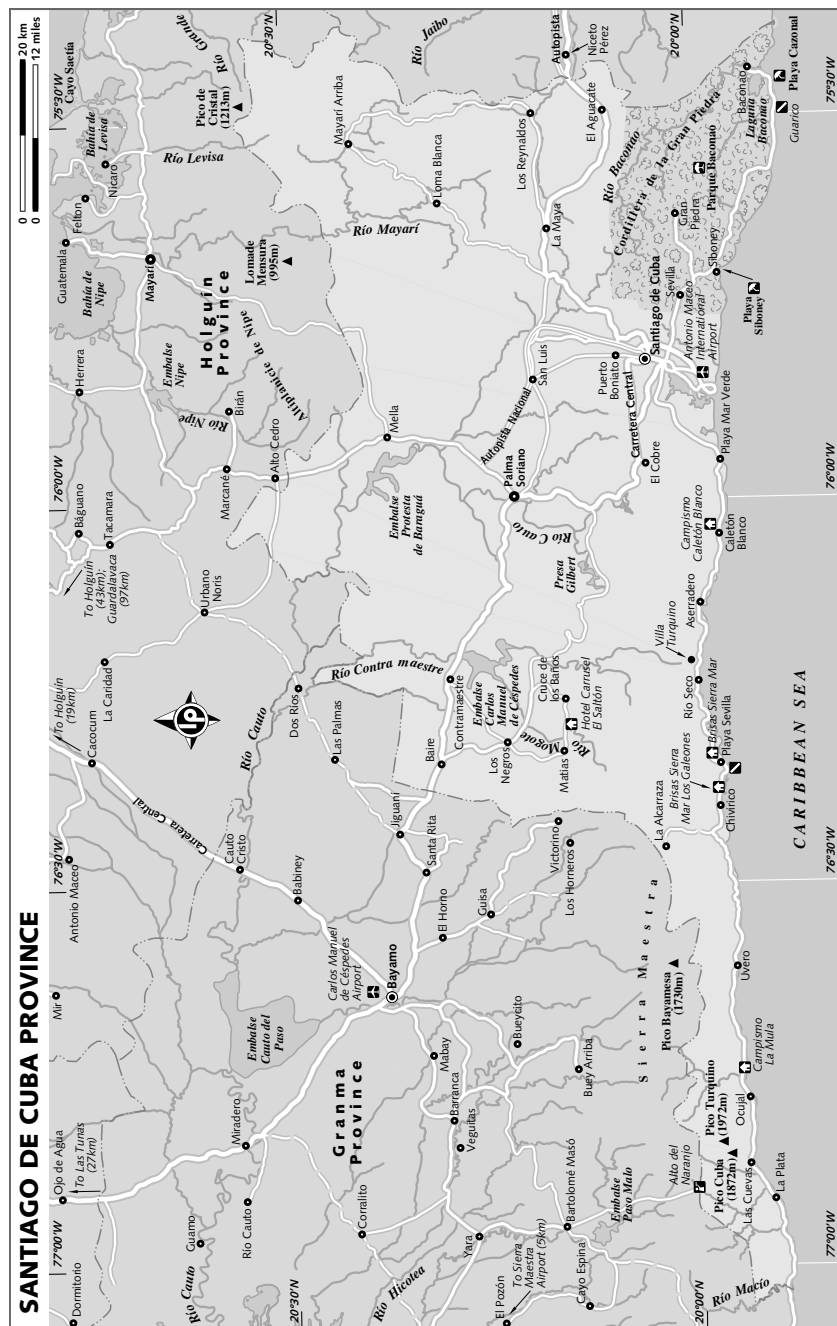 SANTIAGO DE CUBA PROVINCE
0
20 km
0
12 miles
77°00'W
76°30'W
76°00'W
75°30'W
20°30'N
20°00'N
Dormitorio
Ojo de Agua
To Las Tunas
(27km)
Mir
Antonio Maceo
To Holguín
(19km)
Cacocum
La Caridad
To Holguín
(43km);
Guardalavaca
(97km)
Báguano
Tacamara
Herrera
Guatemala
Felton
Nicaro
Bahía de
Nipe
Bahía de
Levisa
Cayo Saetía
Río
Grande
Mayarí
Río Levisa
Pico de
Cristal
(1213m)
Guamo
Río
Cauto
Río Cauto
Miradero
Embalse
Cauto del
Paso
Carretera Central
Cauto
Cristo
Babiney
Río Cauto
Urbano
Noris
Marcané
Alto Cedro
Río Nipe
Birán
Embalse
Nipe
Holguín
Province
Altiplanicie de Nipe
Loma de
Mensura
(995m)
Corralito
Granma
Province
Carlos Manuel
de Céspedes
Airport
Bayamo
Las Palmas
Dos Ríos
Jiguaní
Santa Rita
Baire
Río Contramaestre
Contramaestre
Mella
Embalse
Protesta
de Baraguá
Mayarí Arriba
Loma Blanca
Río Mayarí
Río Jaibo
Río Hicotea
Yara
Veguitas
Barranca
Mabay
El Horno
Guisa
Los
Negros
Embalse
Carlos
Manuel
de Céspedes
Palma
Soriano
Autopista Nacional
San Luis
La Maya
Los Reynaldos
El Aguacate
Autopista
Niceto
Pérez
El Pozón
To Sierra
Maestra
Airport (5km)
Cayo Espina
Bartolomé Masó
Embalse
Paso Malo
Bueycito
Buey Arriba
Victorino
Los Horneros
Matías
Río
Mogote
Cruce de
los Baños
Hotel Carrusel
El Saltón
Presa
Gilbert
Río Cauto
El Cobre
Carretera Central
Puerto
Boniato
Santiago de Cuba
Sevilla
Antonio Maceo
International
Airport
Gran
Piedra
Río Baconao
Cordillera de la Gran Piedra
Parque Baconao
Siboney
Playa
Siboney
Baconao
Laguna
Baconao
Playa Cazonal
Guarico
Río Macío
Alto del
Naranjo
Pico Turquino
(1972m)
Pico Cuba
(1872m)
Las Cuevas
La Plata
Ocujal
Campismo
La Mula
Sierra Maestra
Pico Bayamesa
(1730m)
Uvero
La Alcarraza
Chivirico
Brisas Sierra
Mar Los Galeones
Brisas Sierra Mar
Playa Sevilla
Río Seco
Villa
Turquino
Aserradero
Caletón
Blanco
Campismo
Caletón Blanco
Playa Mar Verde
CARIBBEAN SEA
LP